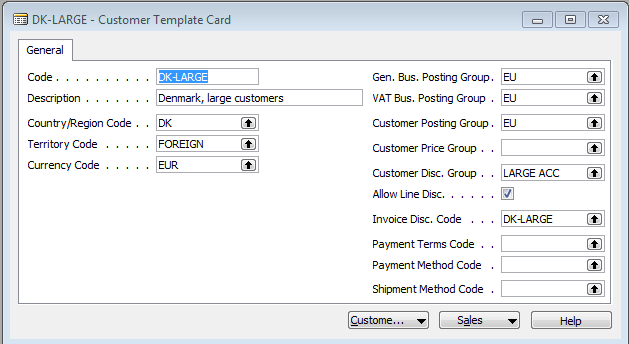 DK-LARGE - Customer Template Card
General
Code . . . . . . . . . . DK-LARGE
Description . . . . . . . Denmark, large customers
Country/Region Code . . DK
Territory Code . . . . . FOREIGN
Currency Code . . . . . EUR
Gen. Bus. Posting Group. EU
VAT Bus. Posting Group . EU
Customer Posting Group. EU
Customer Price Group . .
Customer Disc. Group . LARGE ACC
Allow Line Disc. . . . . .
Invoice Disc. Code . . DK-LARGE
Payment Terms Code . .
Payment Method Code .
Shipment Method Code .
Custome... Sales Help